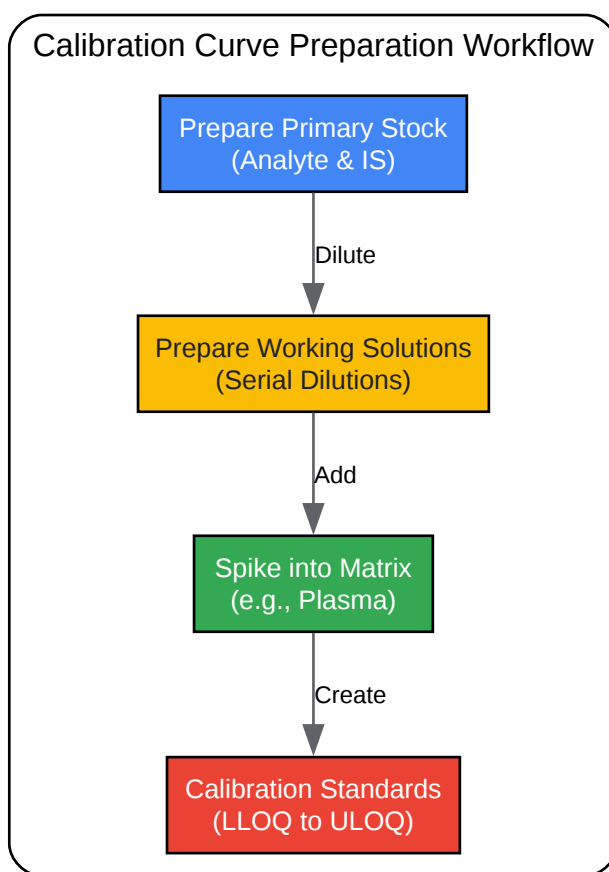 Calibration Curve Preparation Workflow
Prepare Primary Stock
(Analyte & IS)
Dilute
Prepare Working Solutions
(Serial Dilutions)
Add
Spike into Matrix
(e.g., Plasma)
Create
Calibration Standards
(LLOQ to ULOQ)